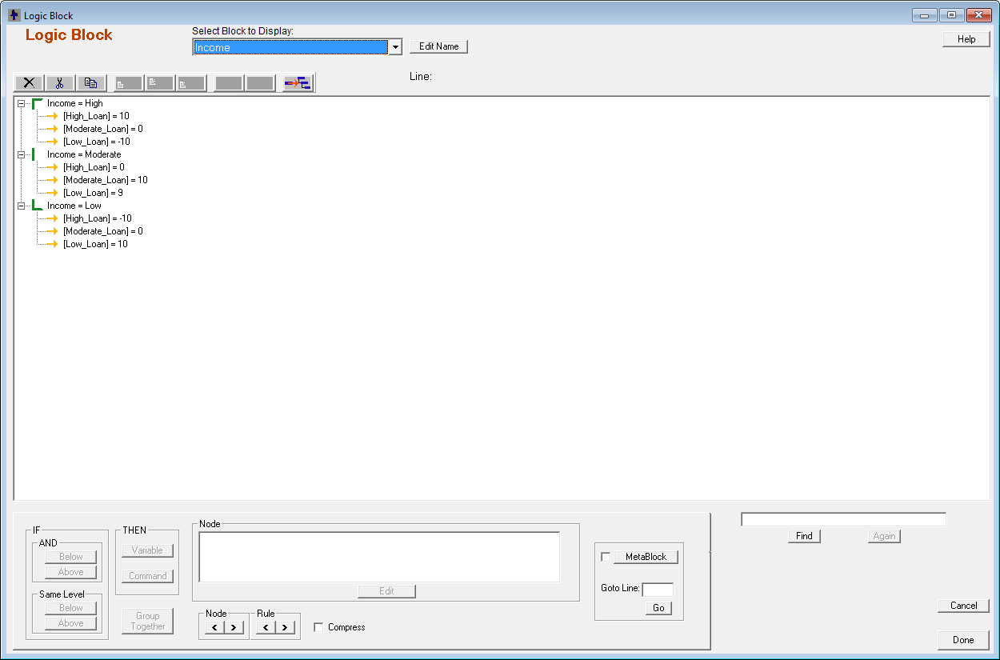 Logic Block
Logic Block
Select Block to Display:
Income
Edit Name
Help
Line:
Income = High
[High_Loan] = 10
[Moderate_Loan] = 0
[Low_Loan] = -10
Income = Moderate
[High_Loan] = 0
[Moderate_Loan] = 10
[Low_Loan] = 9
Income = Low
[High_Loan] = -10
[Moderate_Loan] = 0
[Low_Loan] = 10
IF
AND
Below
Above
Same Level
Below
Above
THEN
Variable
Command
Group
Together
Node
Edit
Node
< >
Rule
< >
Compress
MetaBlock
Goto Line:
Go
Find
Again
Cancel
Done